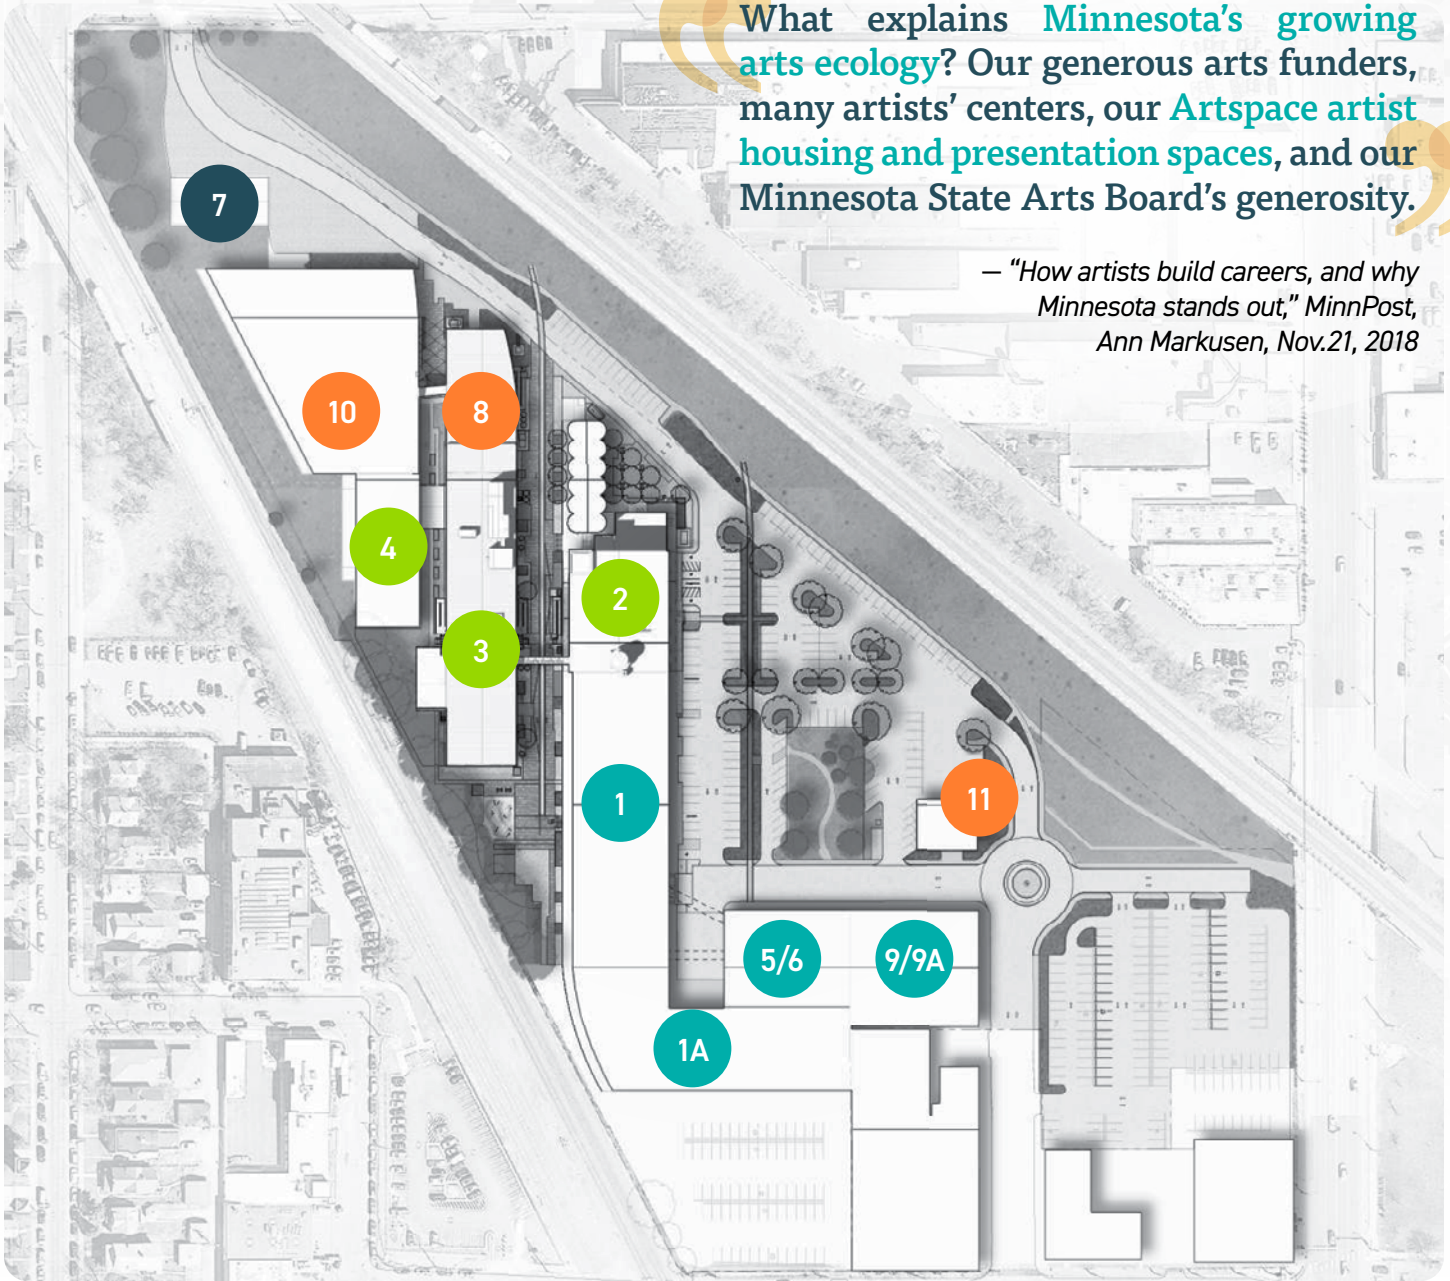 What explains Minnesota’s growing
arts ecology? Our generous arts funders,
many artists’ centers, our Artspace artist
housing and presentation spaces, and our
Minnesota State Arts Board’s generosity.
— “How artists build careers, and why
Minnesota stands out,” MinnPost,
Ann Markusen, Nov.21, 2018
7
10
8
4
2
3
1
11
5/6
9/9A
1A